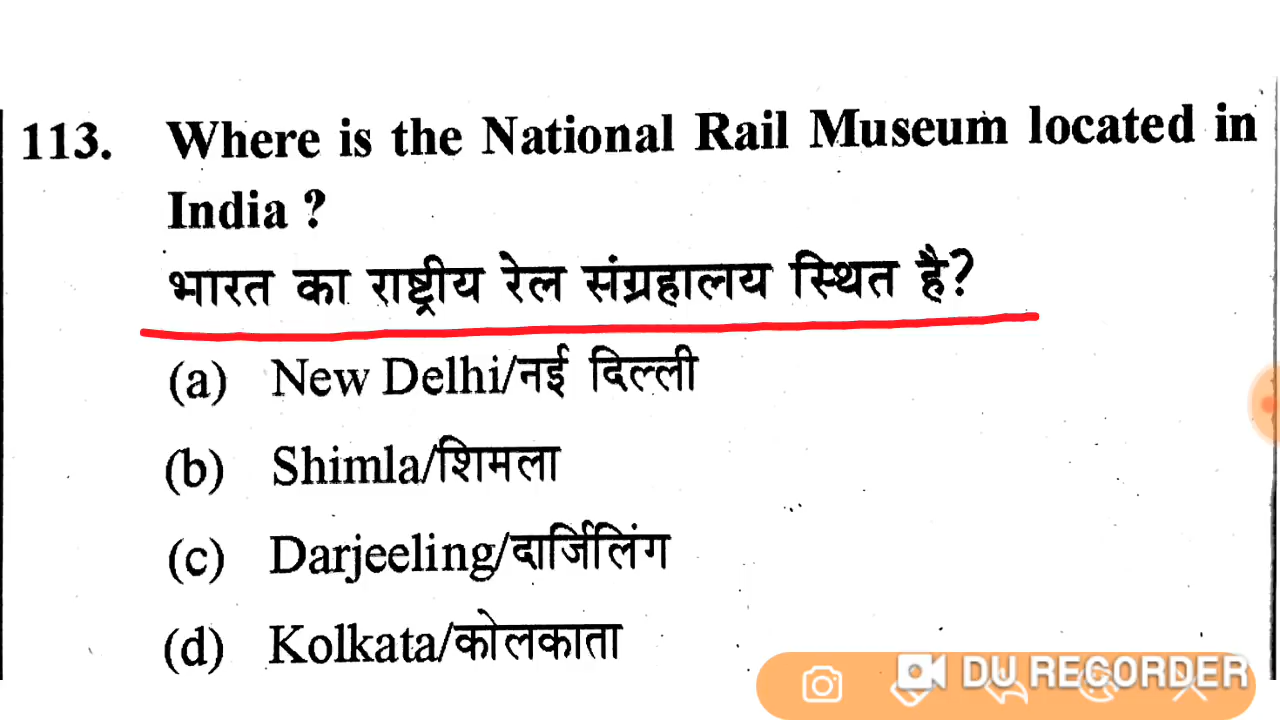 113. Where is the National Rail Museum located in
India ?
भारत का राष्ट्रीय रेल संग्रहालय स्थित है?
(a) New Delhi/नई दिल्ली
(b) Shimla/शिमला
(c) Darjeeling/दार्जिलिंग
(d) Kolkata/कोलकाता
DU RECORDER